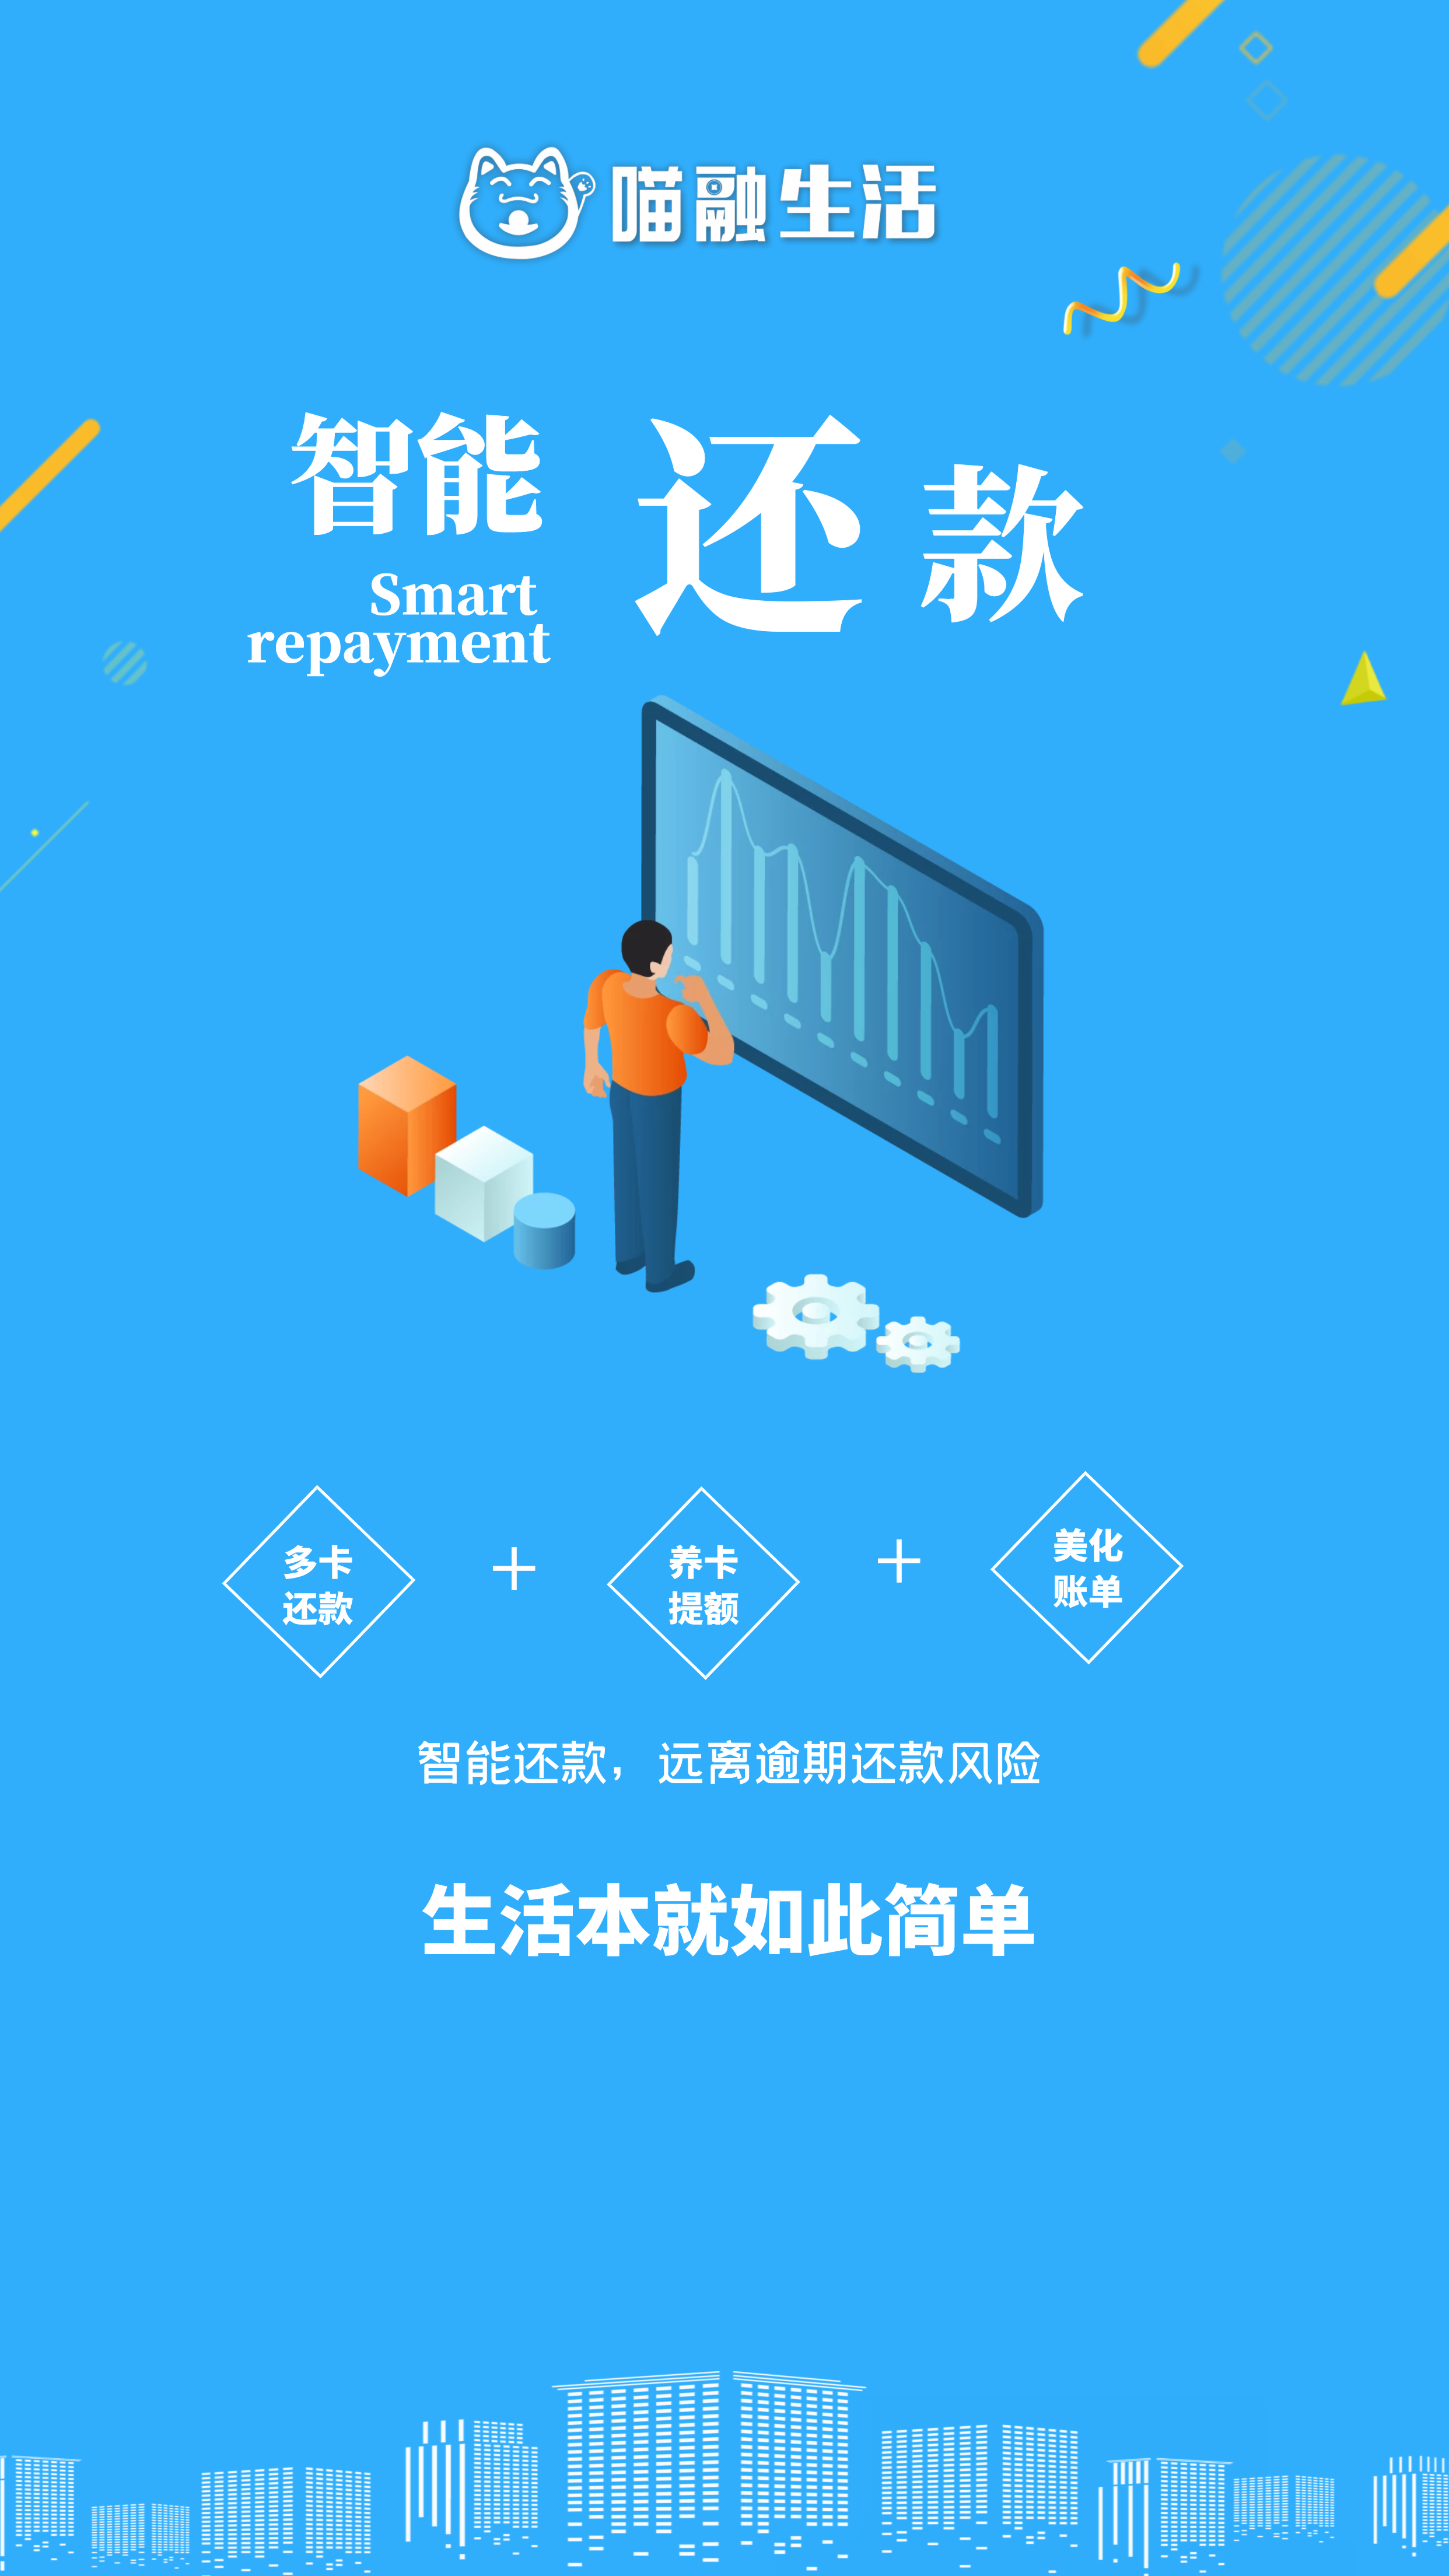 喵融生活
智能 还 款
Smart
repayment
多卡
还款
+
养卡
提额
+
美化
账单
智能还款，远离逾期还款风险
生活本就如此简单